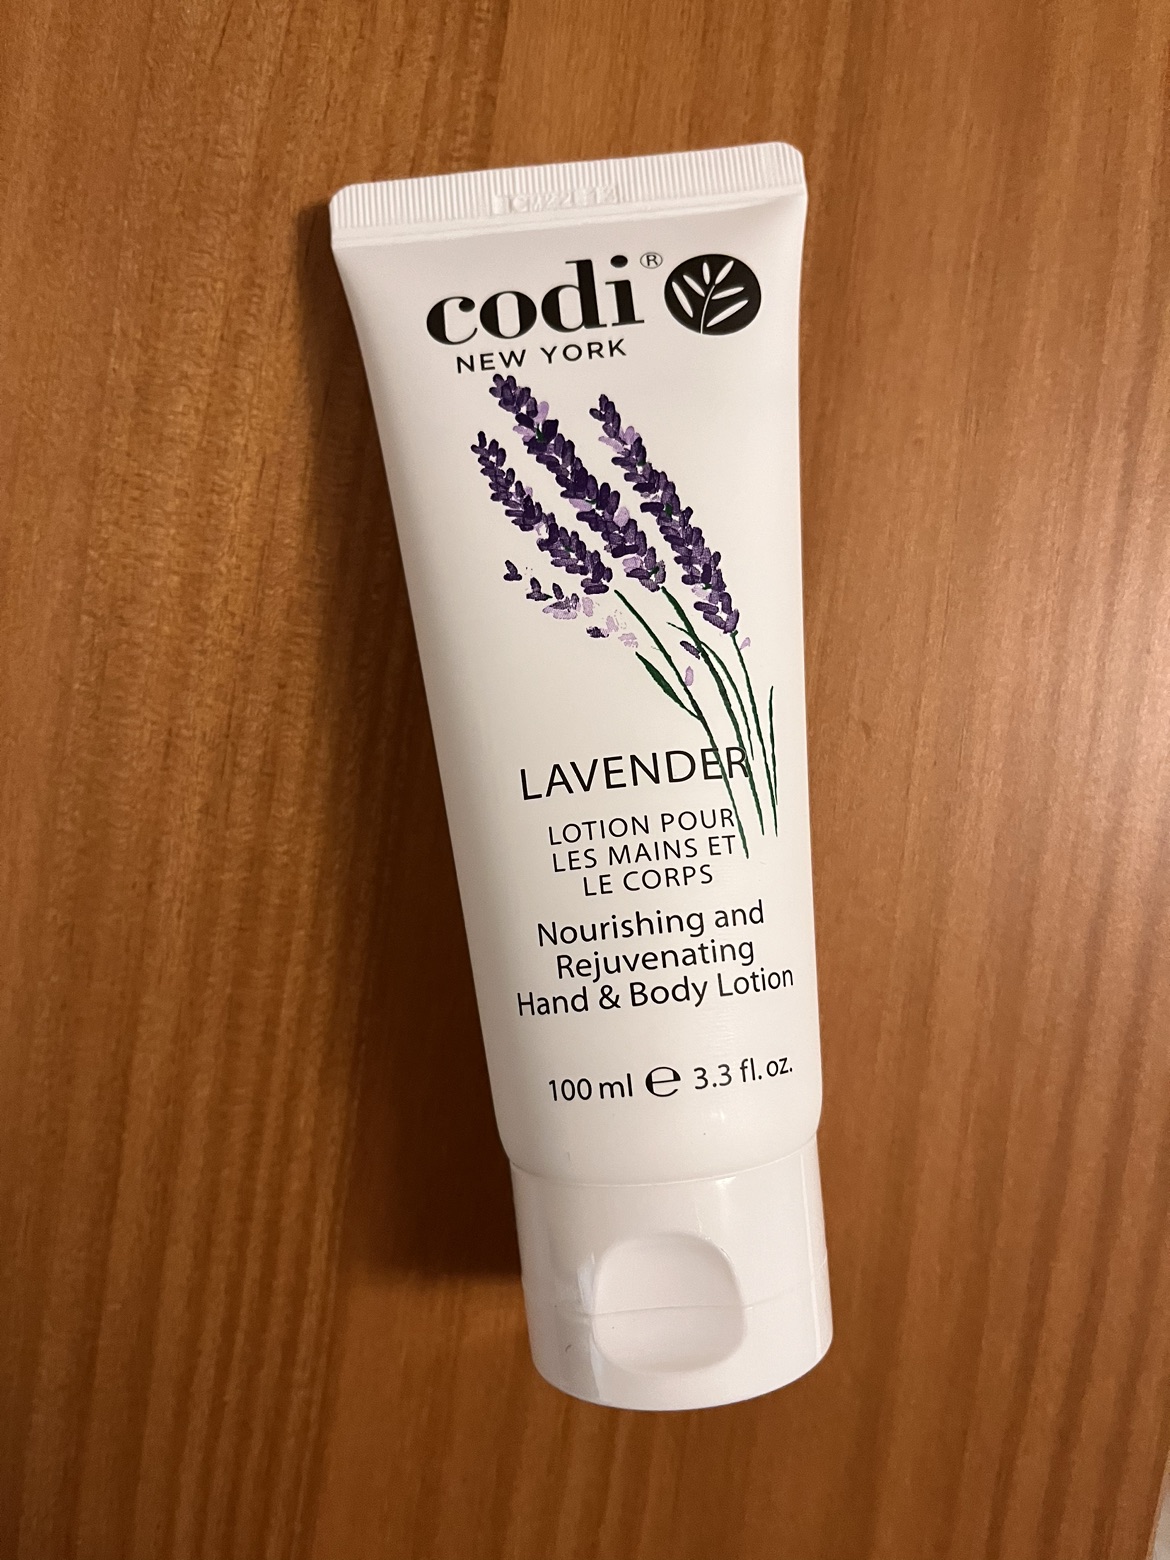 codi®
NEW YORK
LAVENDER
LOTION POUR
LES MAINS ET
LE CORPS
Nourishing and
Rejuvenating
Hand & Body Lotion
100 ml ℮ 3.3 fl. oz.